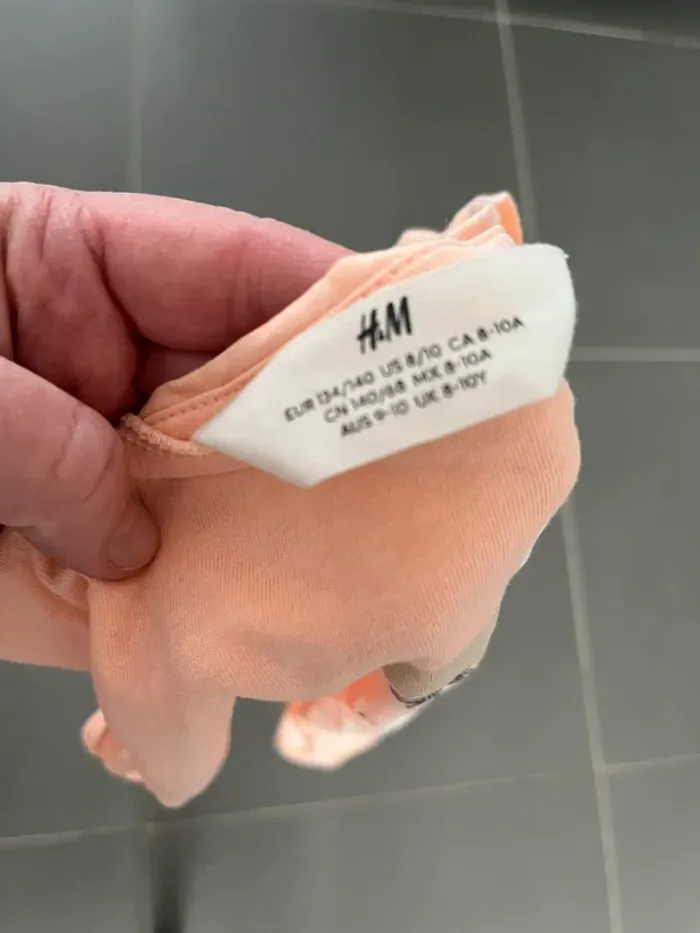 H&M
EUR 134/140 US 8/10 CA 8-10A
CN 140/68 MX 8-10A
AUS 9-10 UK 8-10Y